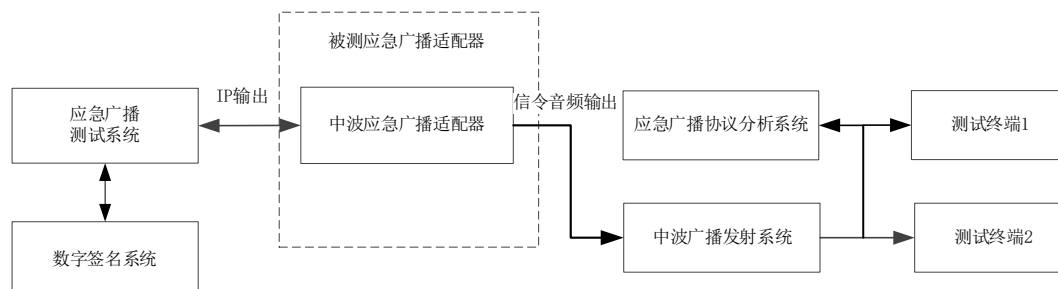 被测应急广播适配器
应急广播
测试系统
IP输出
中波应急广播适配器
信令音频输出
应急广播协议分析系统
测试终端1
数字签名系统
中波广播发射系统
测试终端2